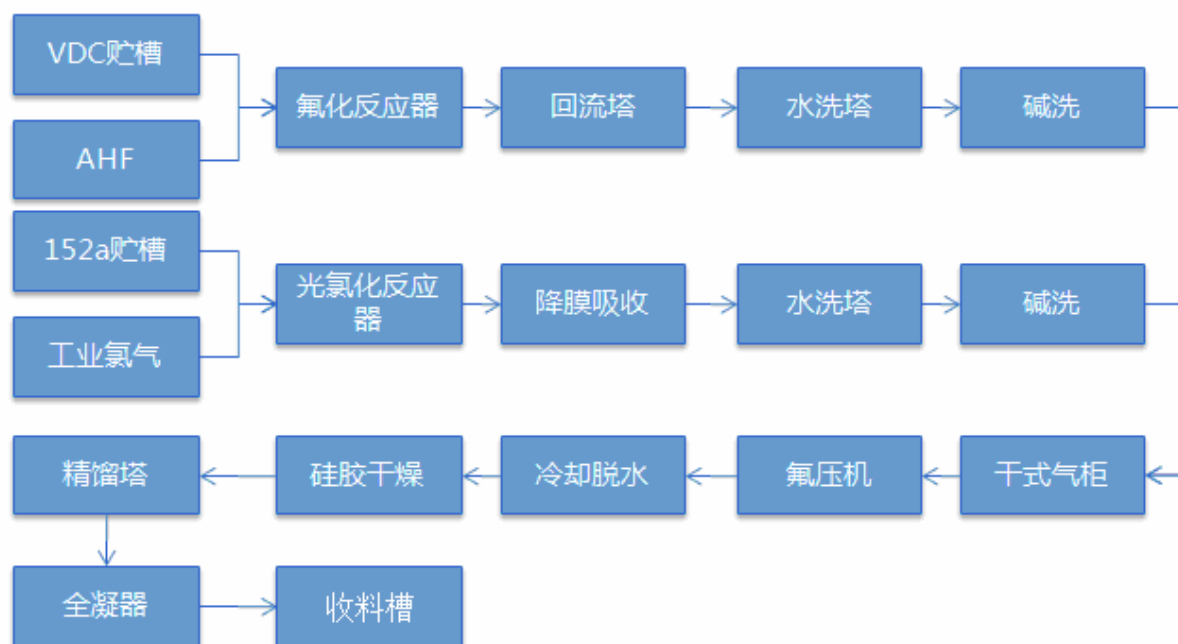 VDC贮槽
AHF
氟化反应器
回流塔
水洗塔
碱洗
152a贮槽
工业氯气
光氯化反应
器
降膜吸收
水洗塔
碱洗
精馏塔
硅胶干燥
冷却脱水
氟压机
干式气柜
全凝器
收料槽